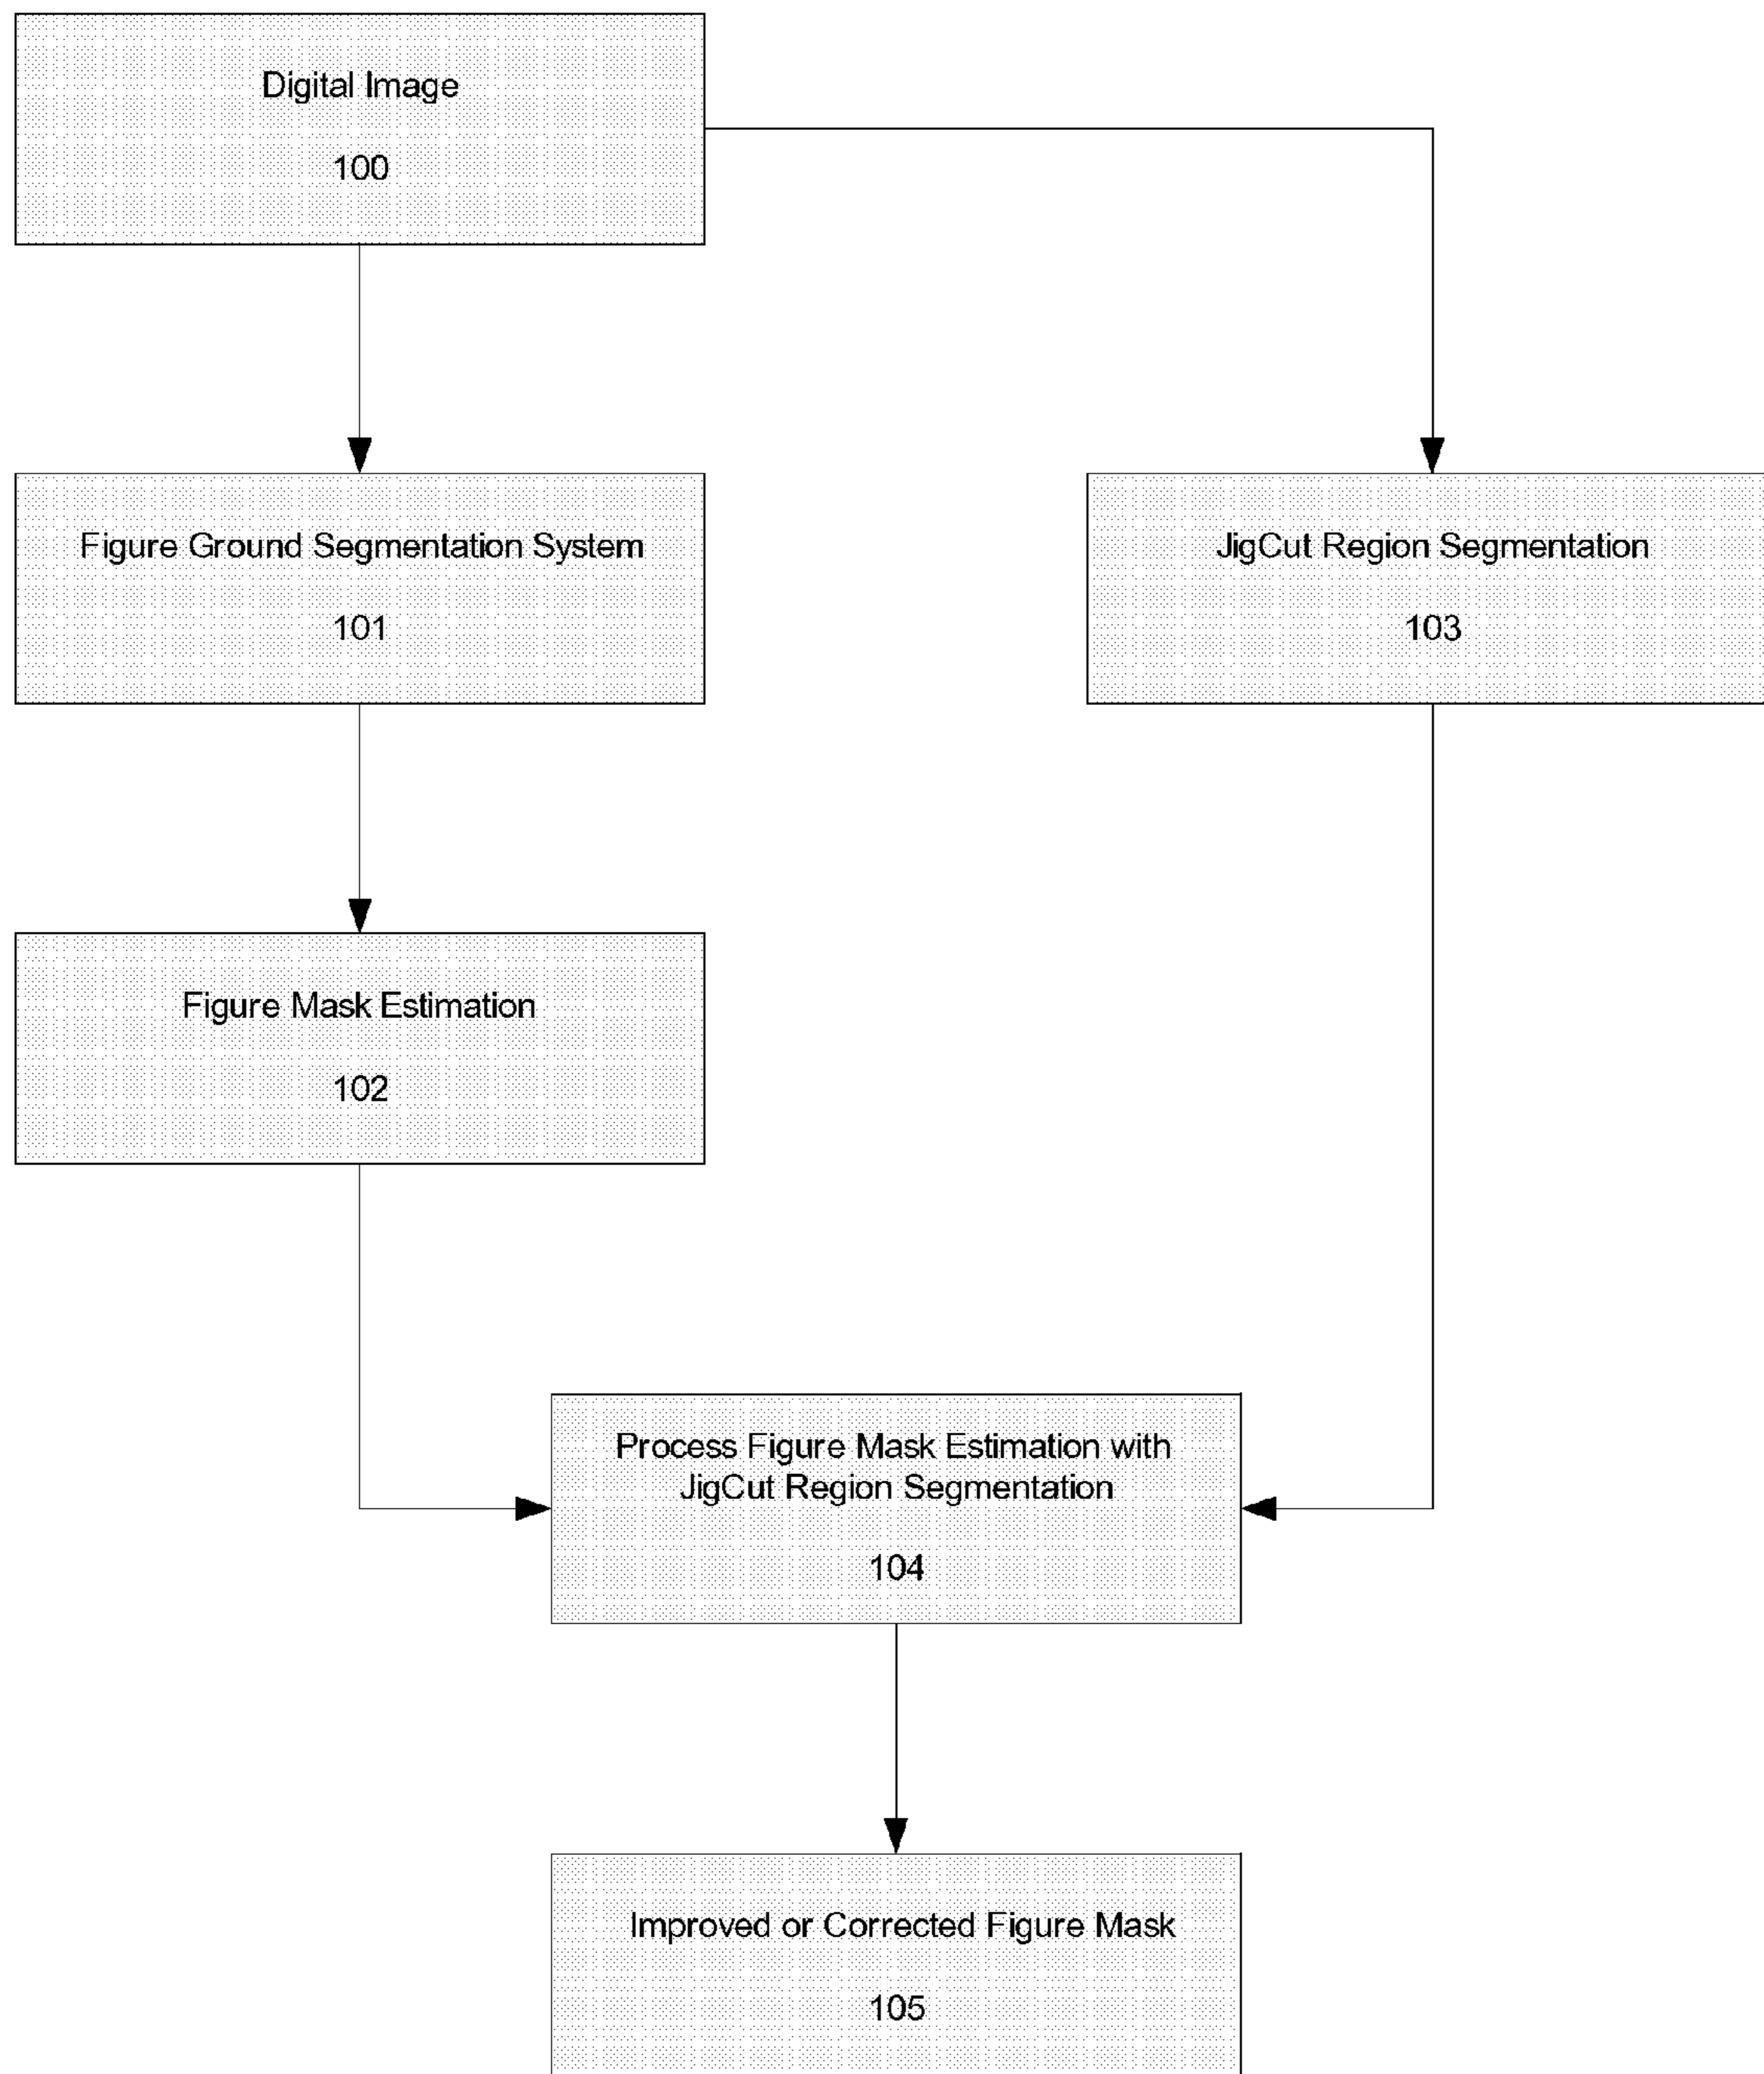 Digital Image
100
Figure Ground Segmentation System
101
JigCut Region Segmentation
103
Figure Mask Estimation
102
Process Figure Mask Estimation with
JigCut Region Segmentation
104
Improved or Corrected Figure Mask
105